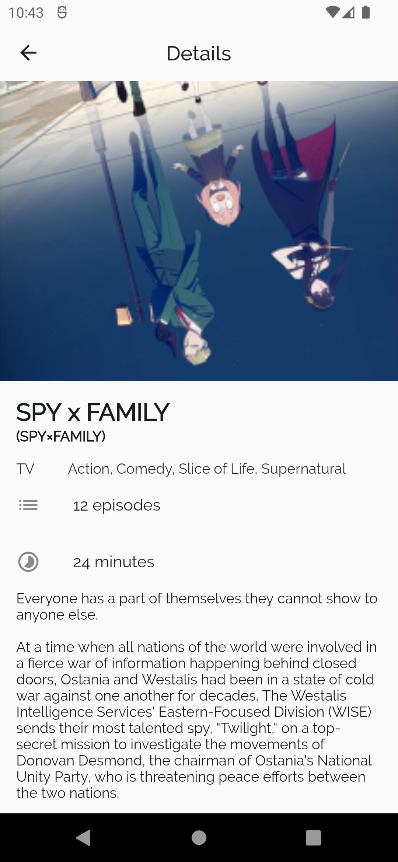 10:43
Details
SPY x FAMILY
(SPY×FAMILY)
TV Action, Comedy, Slice of Life, Supernatural
12 episodes
24 minutes
Everyone has a part of themselves they cannot show to
anyone else.
At a time when all nations of the world were involved in
a fierce war of information happening behind closed
doors, Ostania and Westalis had been in a state of cold
war against one another for decades. The Westalis
Intelligence Services' Eastern-Focused Division (WISE)
sends their most talented spy, "Twilight," on a top-
secret mission to investigate the movements of
Donovan Desmond, the chairman of Ostania's National
Unity Party, who is threatening peace efforts between
the two nations.